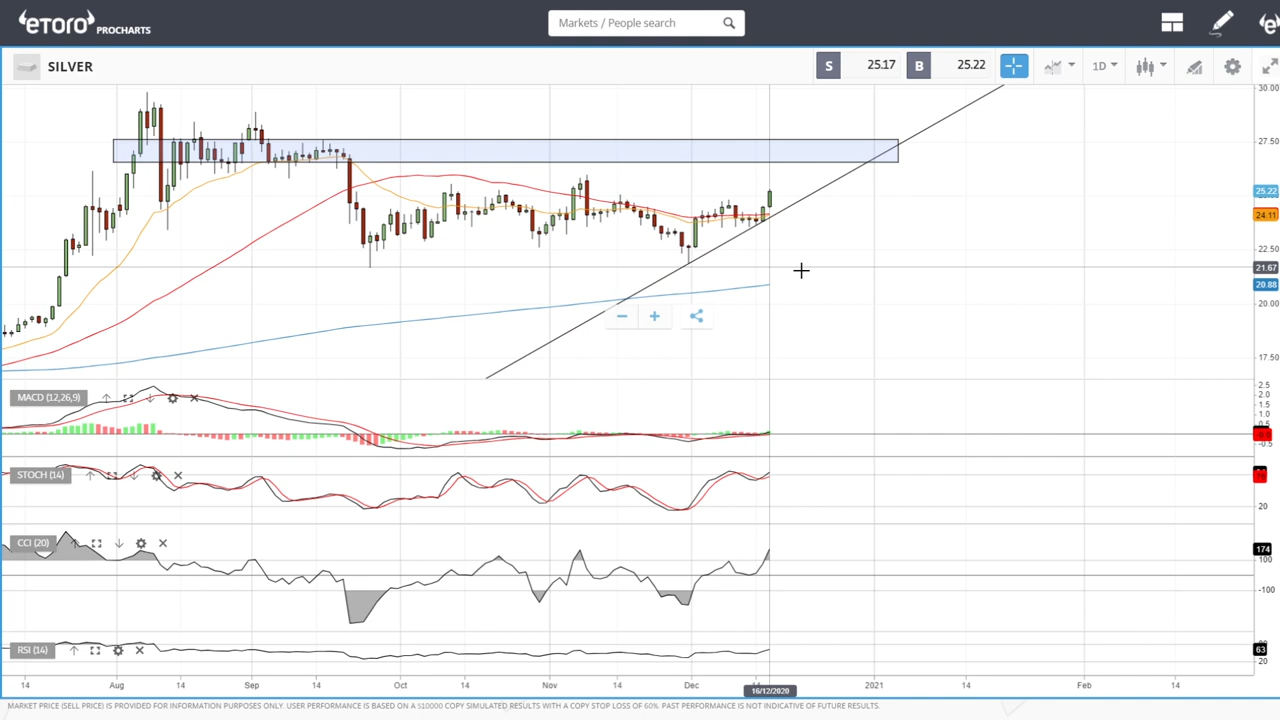 eTORO PROCHARTS
Markets / People search
SILVER
S 25.17 B 25.22
1D
30.00
27.50
25.22
24.11
22.50
21.67
20.88
20.00
17.50
MACD (12,26,9)
2.5
2.0
1.5
1.0
0.5
-0.5
STOCH (14)
20
CCI (20)
174
100
-100
RSI (14)
63
20
14 Aug 14 Sep 14 Oct 14 Nov 14 Dec 14 2021 14 Feb 14
16/12/2020
MARKET PRICE (SELL PRICE) IS PROVIDED FOR INFORMATION PURPOSES ONLY. USER PERFORMANCE IS BASED ON A $10000 COPY SIMULATED RESULTS WITH A COPY STOP LOSS OF 60%. PAST PERFORMANCE IS NOT INDICATIVE OF FUTURE RESULTS.